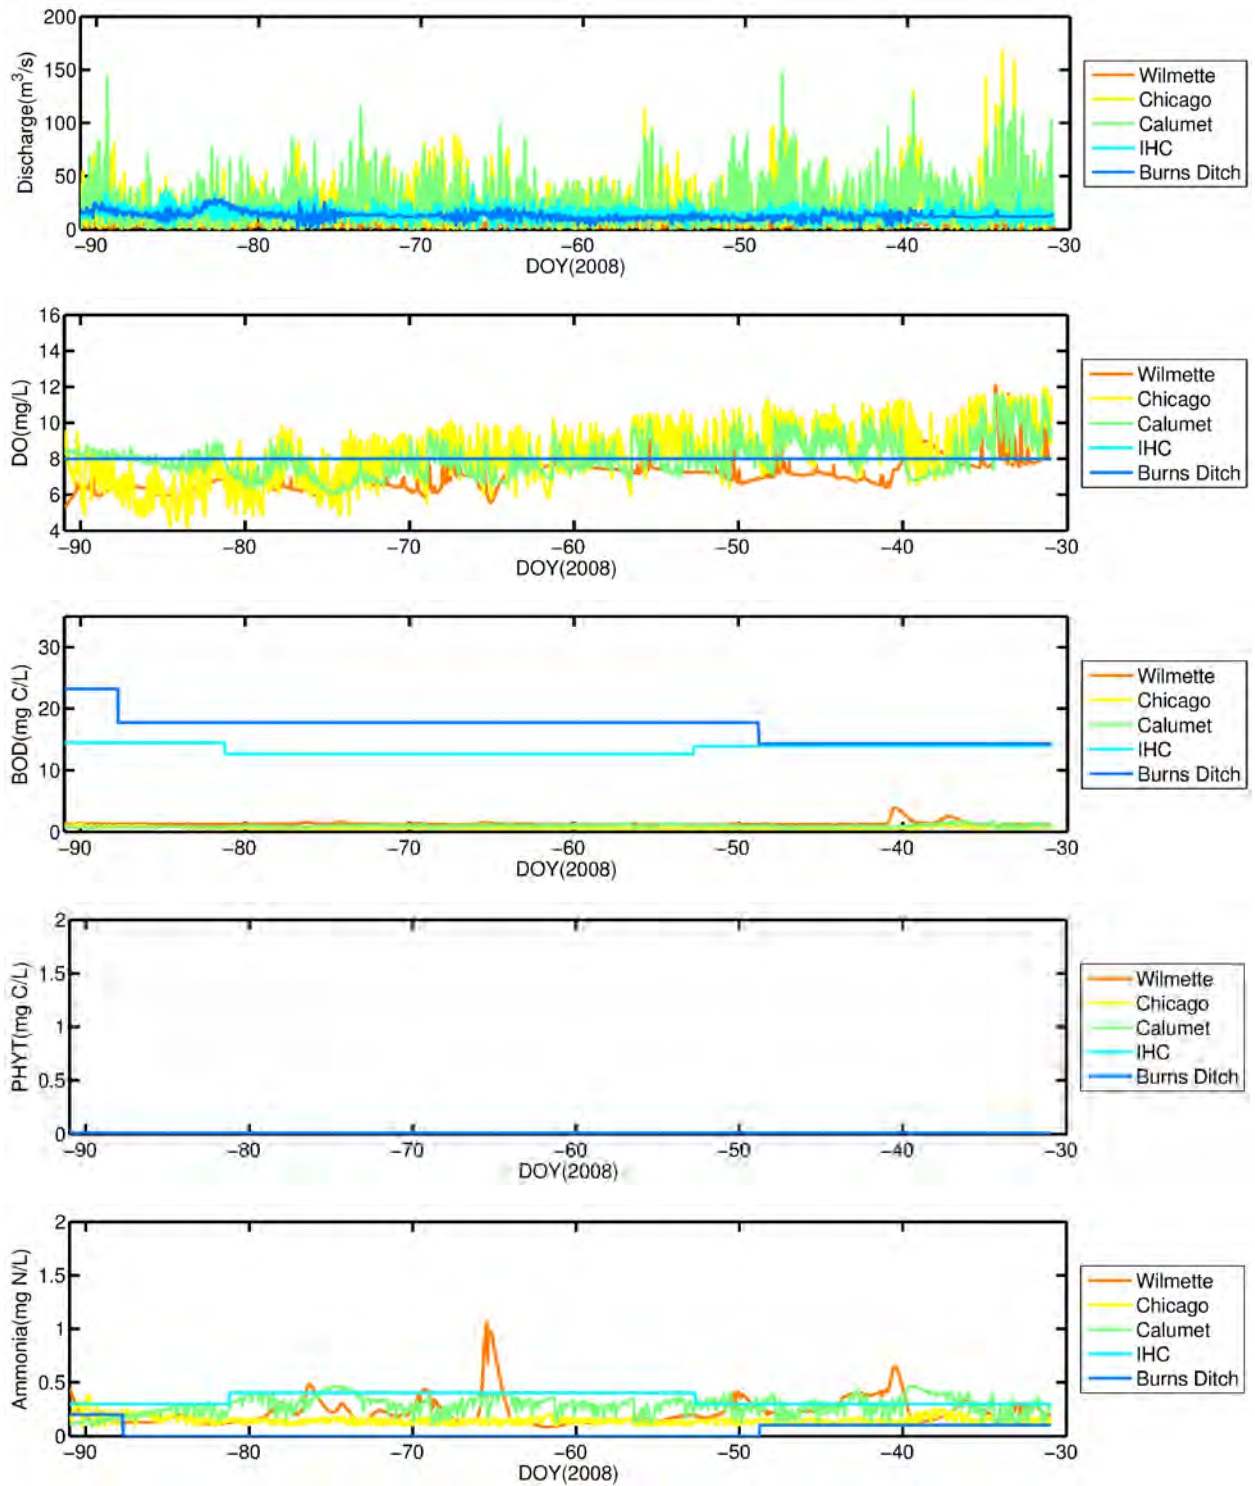 200
150
100
50
0
Discharge(m³/s)
−90 −80 −70 −60 −50 −40 −30
DOY(2008)
Wilmette
Chicago
Calumet
IHC
Burns Ditch
16
14
12
10
8
6
4
DO(mg/L)
−90 −80 −70 −60 −50 −40 −30
DOY(2008)
Wilmette
Chicago
Calumet
IHC
Burns Ditch
30
20
10
0
BOD(mg C/L)
−90 −80 −70 −60 −50 −40 −30
DOY(2008)
Wilmette
Chicago
Calumet
IHC
Burns Ditch
2
1.5
1
0.5
0
PHYT(mg C/L)
−90 −80 −70 −60 −50 −40 −30
DOY(2008)
Wilmette
Chicago
Calumet
IHC
Burns Ditch
2
1.5
1
0.5
0
Ammonia(mg N/L)
−90 −80 −70 −60 −50 −40 −30
DOY(2008)
Wilmette
Chicago
Calumet
IHC
Burns Ditch